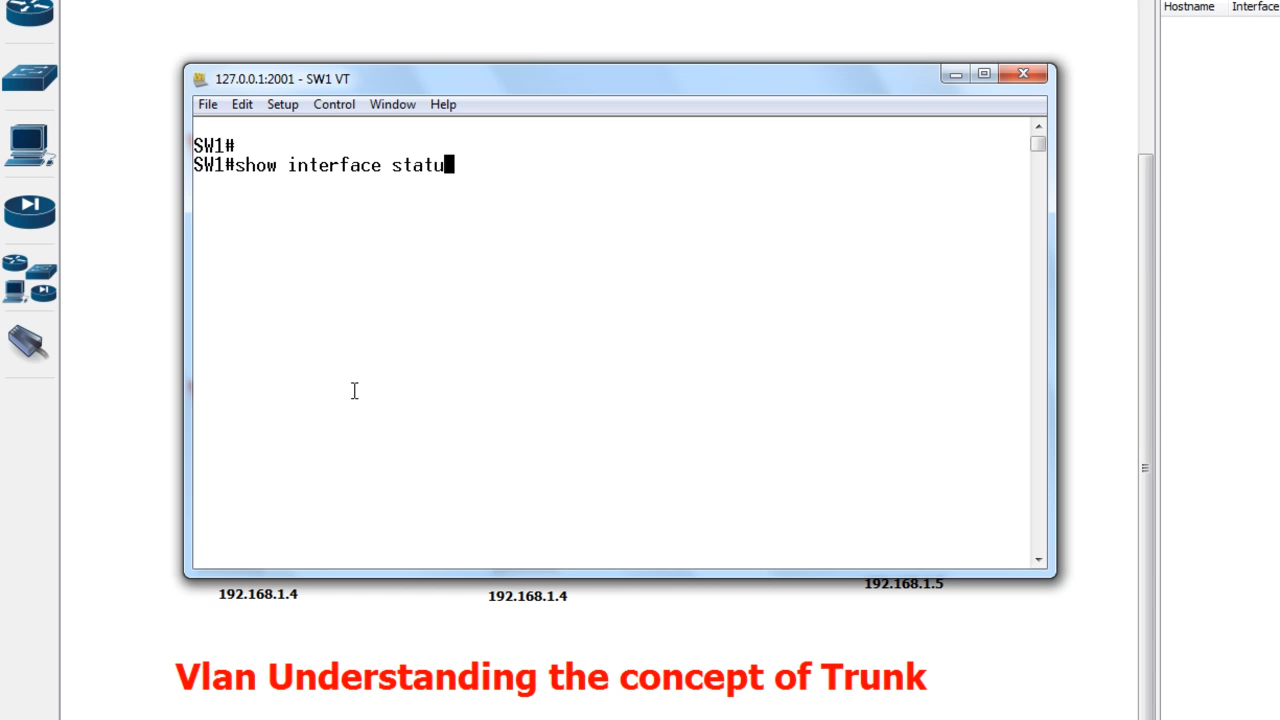 Hostname Interface
127.0.0.1:2001 - SW1 VT
File Edit Setup Control Window Help
SW1#
SW1#show interface statu
192.168.1.4
192.168.1.4
192.168.1.5
Vlan Understanding the concept of Trunk